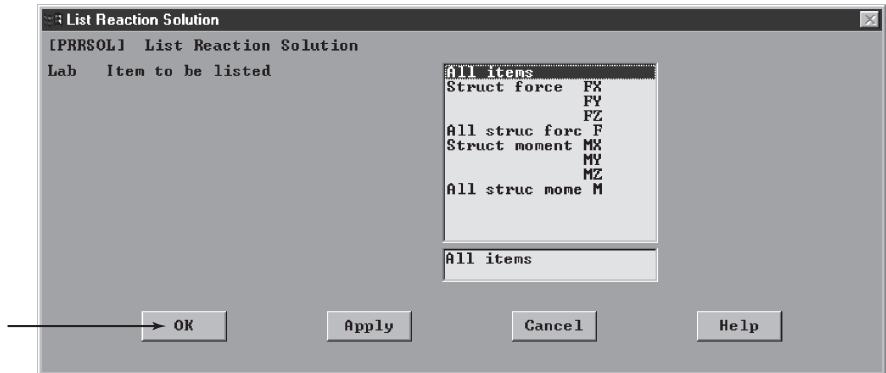 List Reaction Solution
[PRRSOL] List Reaction Solution
Lab Item to be listed
All items
Struct force FX
FY
FZ
All struc forc F
Struct moment MX
MY
MZ
All struc mome M
All items
OK Apply Cancel Help